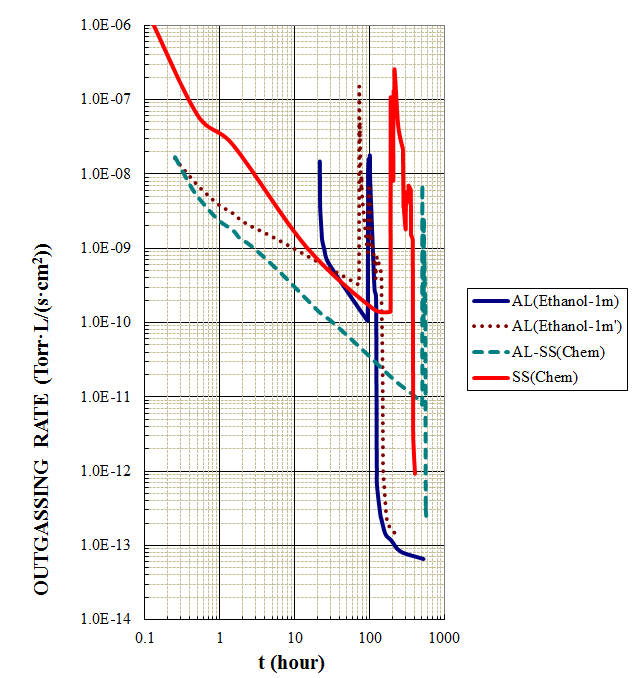 1.0E-06
1.0E-07
1.0E-08
1.0E-09
1.0E-10
1.0E-11
1.0E-12
1.0E-13
1.0E-14
0.1 1 10 100 1000
t (hour)
OUTGASSING RATE (Torr·L/(s·cm2))
AL(Ethanol-1m)
AL(Ethanol-1m')
AL-SS(Chem)
SS(Chem)